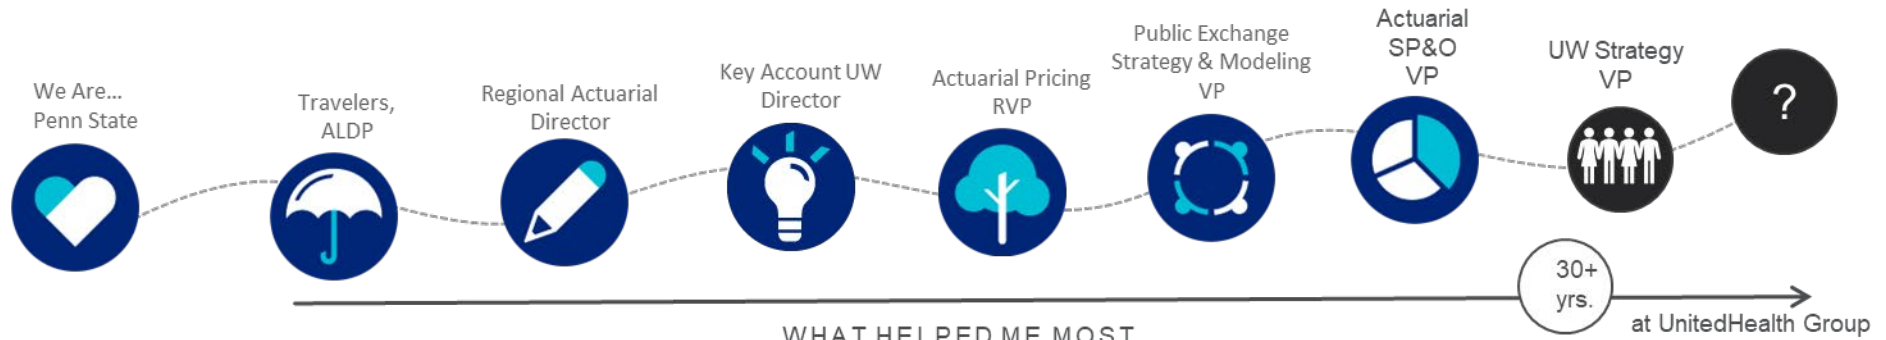 We Are...
Penn State
Travelers,
ALDP
Regional Actuarial
Director
Key Account UW
Director
Actuarial Pricing
RVP
Public Exchange
Strategy & Modeling
VP
Actuarial
SP&O
VP
UW Strategy
VP
?
30+
yrs.
at UnitedHealth Group
WHAT HELPED ME MOST